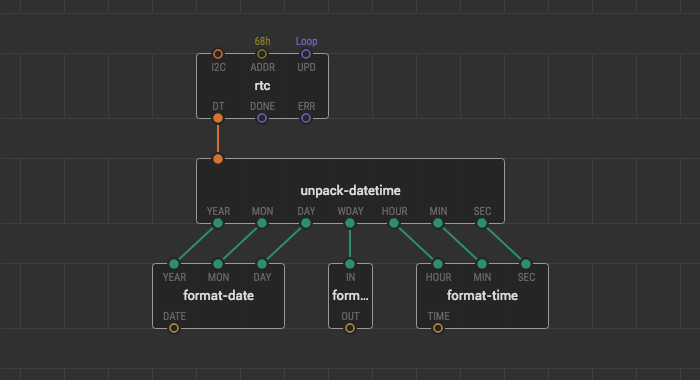 68h Loop
I2C ADDR UPD
rtc
DT DONE ERR
unpack-datetime
YEAR MON DAY WDAY HOUR MIN SEC
YEAR MON DAY IN HOUR MIN SEC
format-date form... format-time
DATE OUT TIME